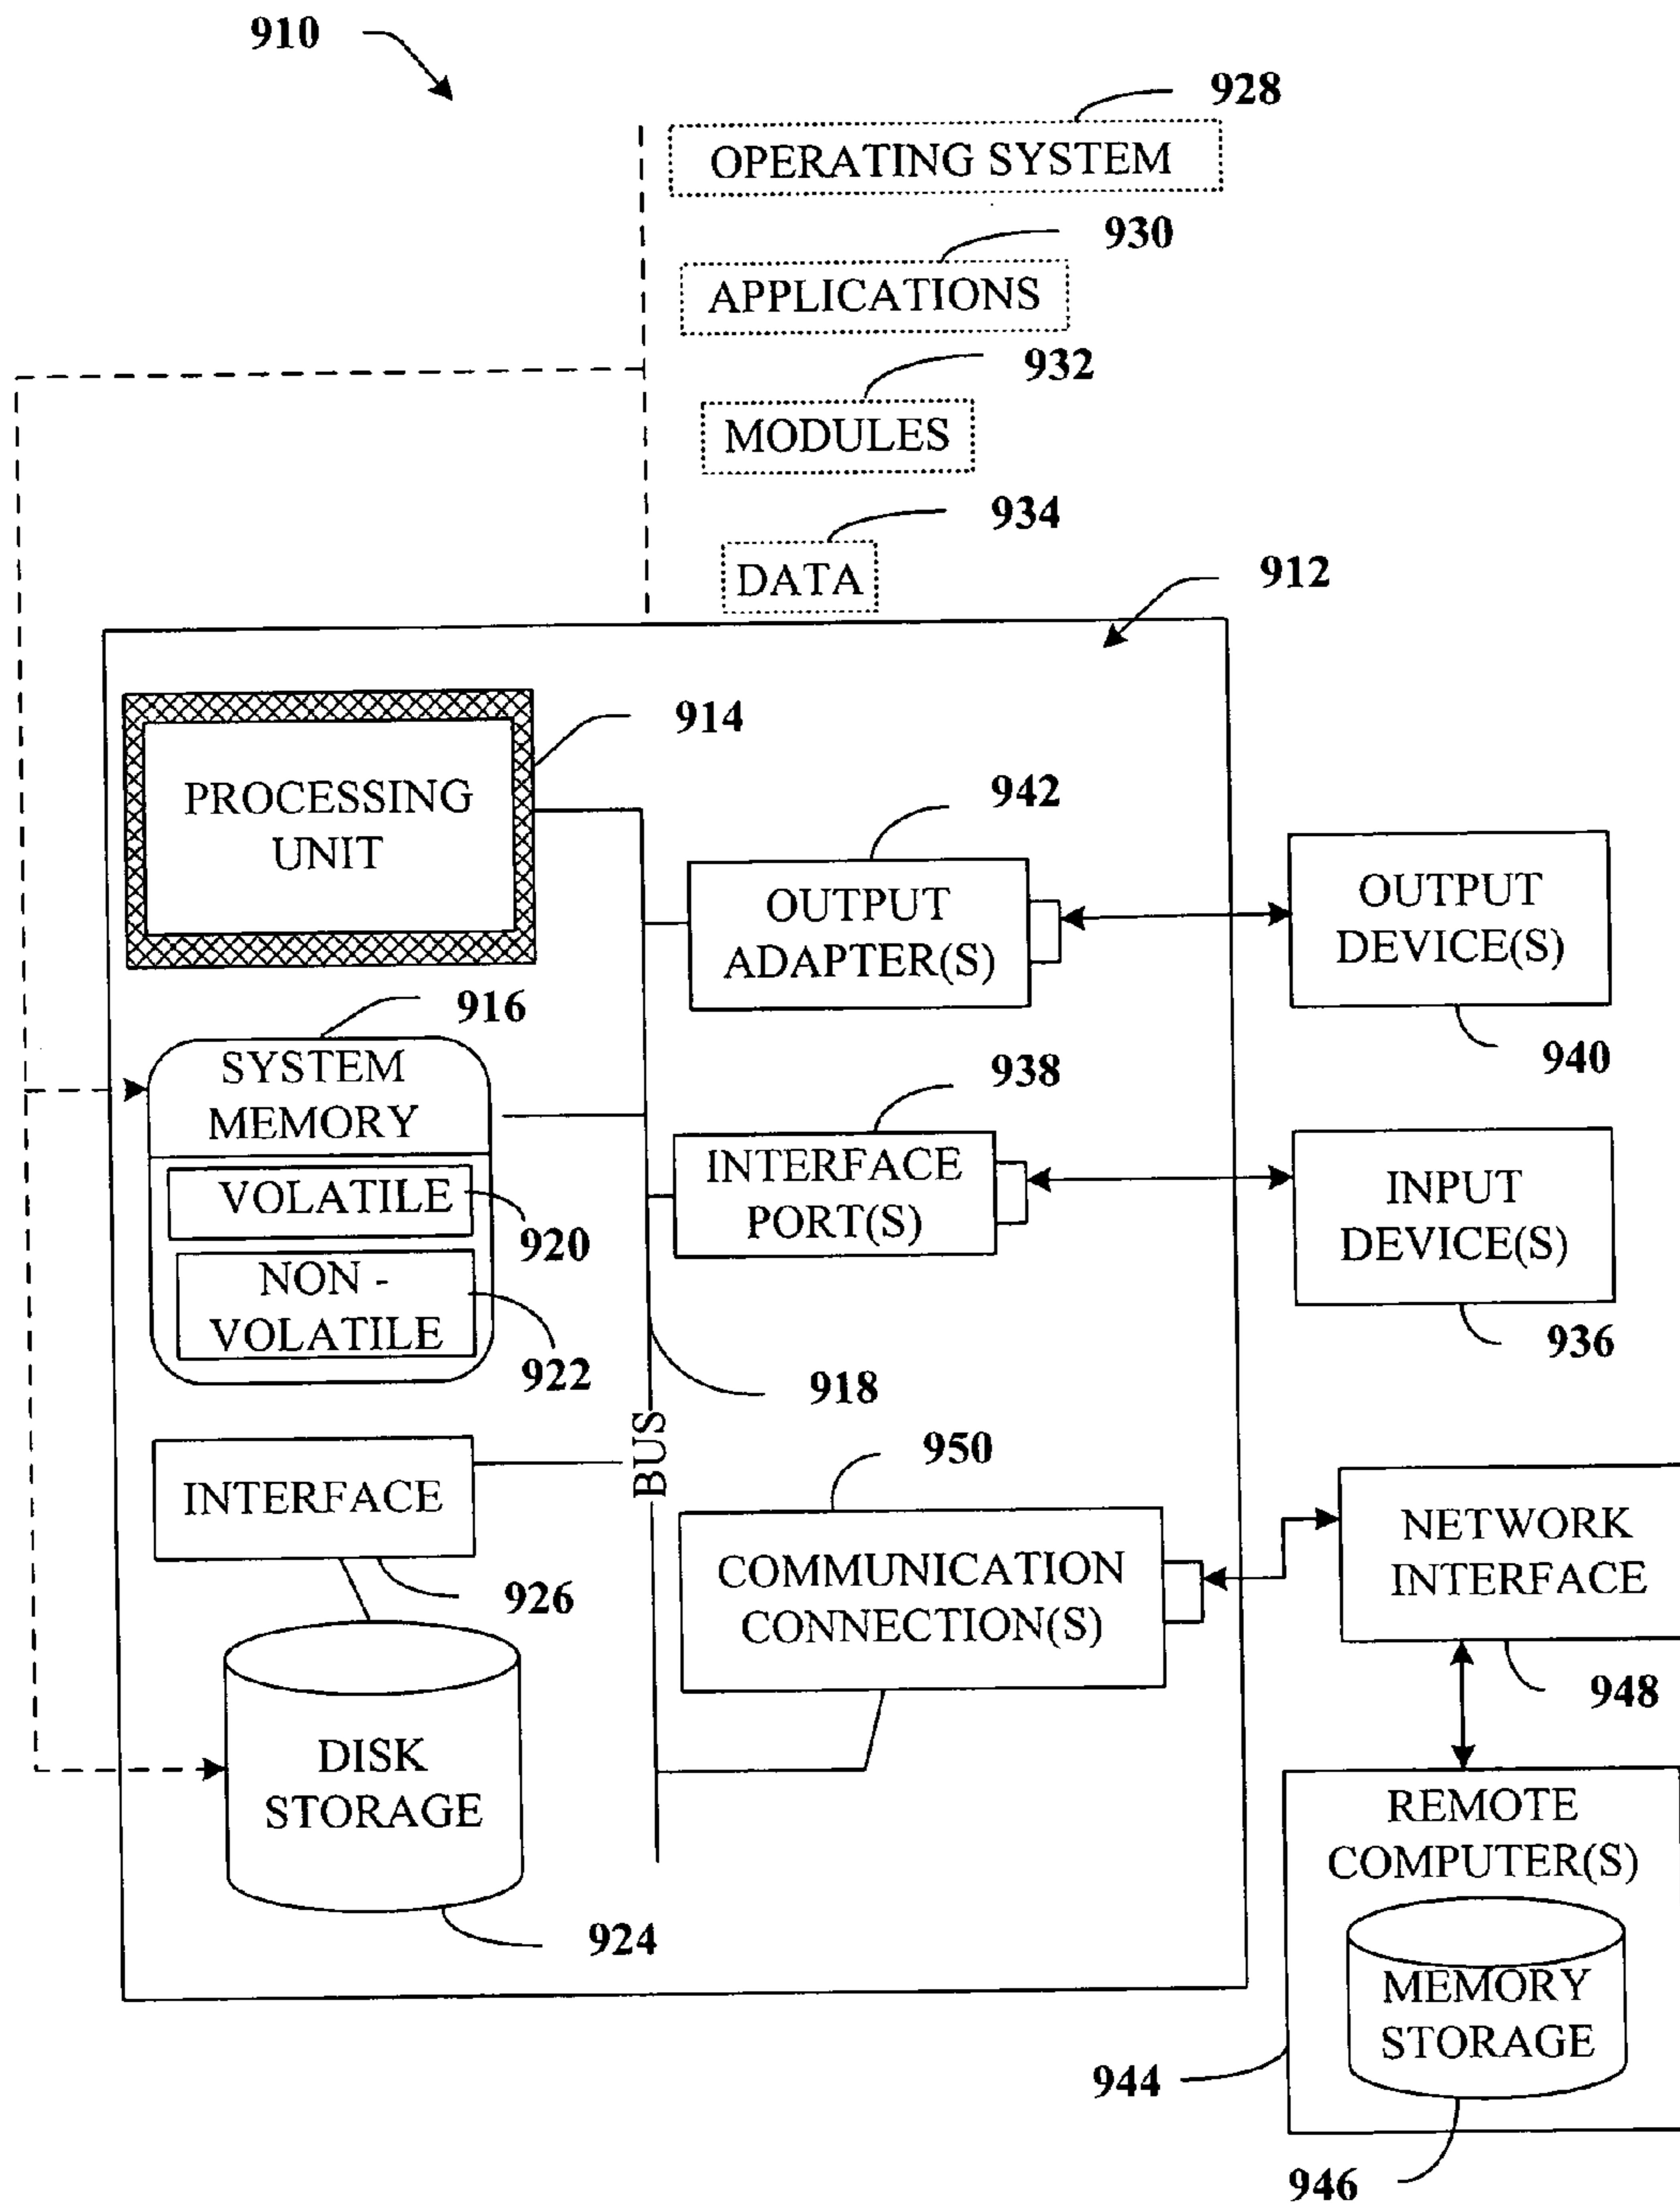 910
928
OPERATING SYSTEM
930
APPLICATIONS
932
MODULES
934
DATA
912
914
PROCESSING
UNIT
942
OUTPUT
ADAPTER(S)
OUTPUT
DEVICE(S)
940
916
SYSTEM
MEMORY
VOLATILE
920
NON -
VOLATILE
922
938
INTERFACE
PORT(S)
INPUT
DEVICE(S)
936
918
BUS
INTERFACE
926
950
COMMUNICATION
CONNECTION(S)
NETWORK
INTERFACE
948
DISK
STORAGE
924
REMOTE
COMPUTER(S)
MEMORY
STORAGE
944
946